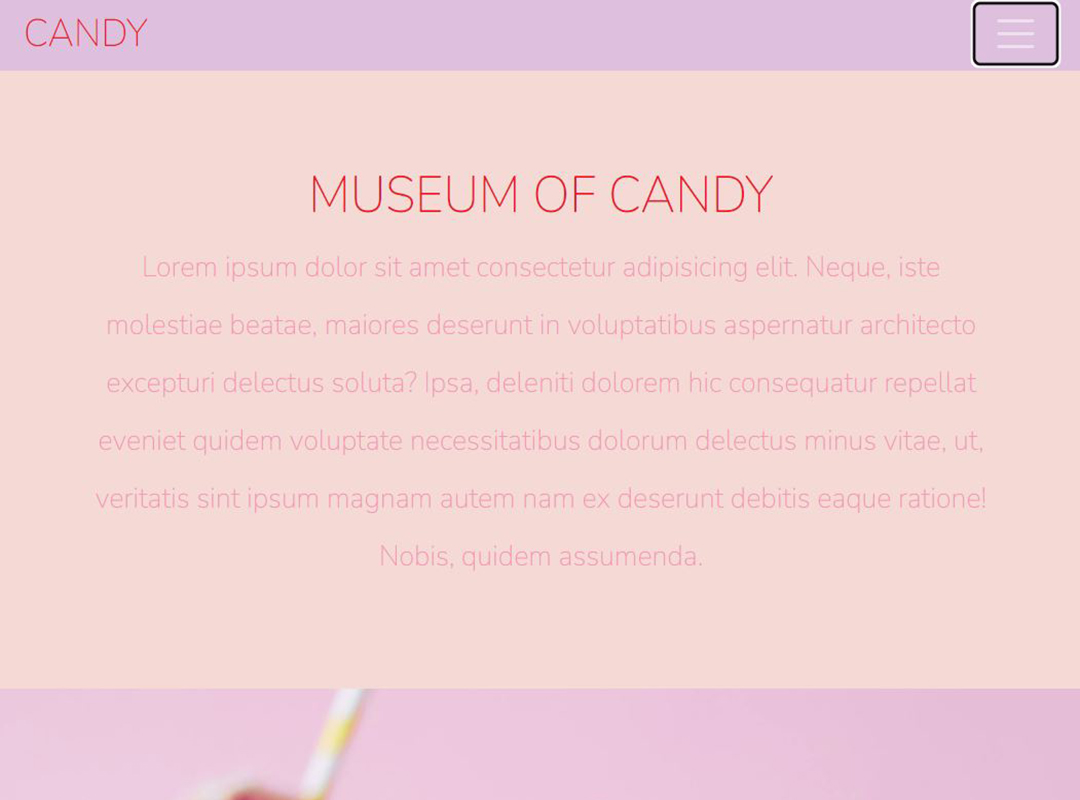 CANDY
MUSEUM OF CANDY
Lorem ipsum dolor sit amet consectetur adipisicing elit. Neque, iste
molestiae beatae, maiores deserunt in voluptatibus aspernatur architecto
excepturi delectus soluta? Ipsa, deleniti dolorem hic consequatur repellat
eveniet quidem voluptate necessitatibus dolorum delectus minus vitae, ut,
veritatis sint ipsum magnam autem nam ex deserunt debitis eaque ratione!
Nobis, quidem assumenda.